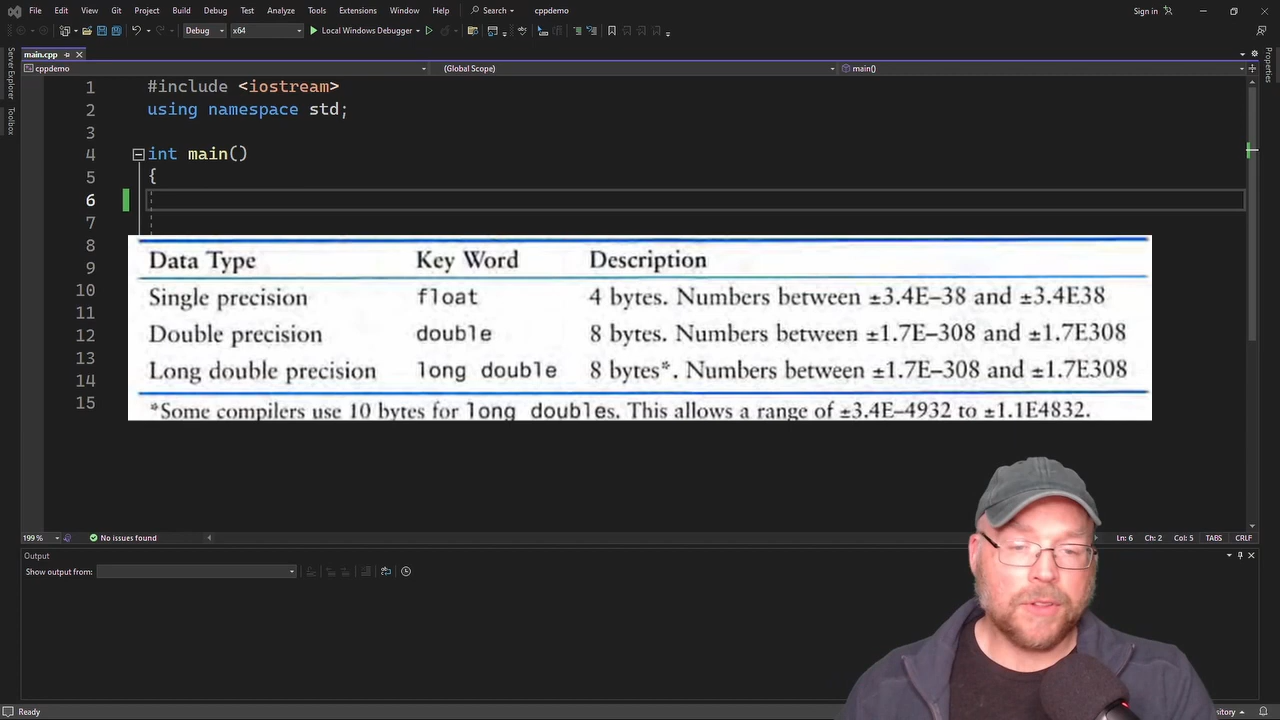 File Edit View Git Project Build Debug Test Analyze Tools Extensions Window Help Search cppdemo Sign in
Debug x64 Local Windows Debugger
main.cpp
cppdemo (Global Scope) main()
Server Explorer
Toolbox
Properties
1 #include <iostream>
2 using namespace std;
3
4 int main()
5 {
6
7
8
9
10
11
12
13
14
15
Data Type Key Word Description
Single precision float 4 bytes. Numbers between ±3.4E–38 and ±3.4E38
Double precision double 8 bytes. Numbers between ±1.7E–308 and ±1.7E308
Long double precision long double 8 bytes*. Numbers between ±1.7E–308 and ±1.7E308
*Some compilers use 10 bytes for long doubles. This allows a range of ±3.4E–4932 to ±1.1E4832.
199 % No issues found Ln: 6 Ch: 2 Col: 5 TABS CRLF
Output
Show output from:
Ready